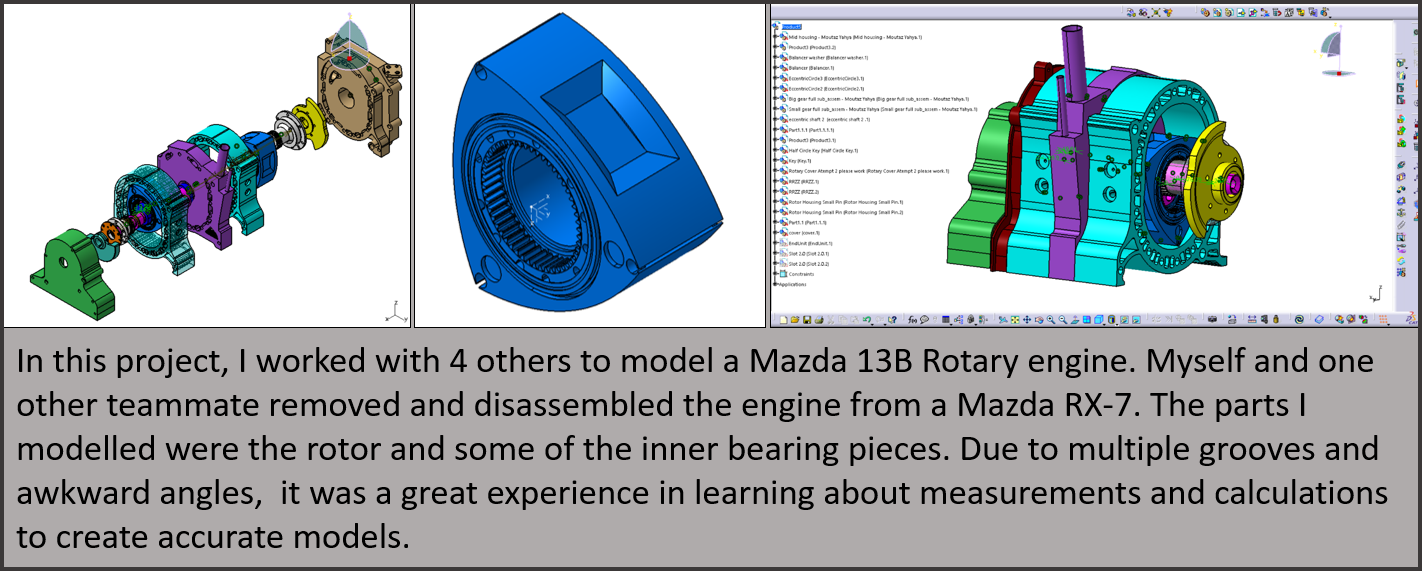 Product1
Mid housing - Moutaz Yahya (Mid housing - Moutaz Yahya.1)
Product3 (Product3.2)
Balancer washer (Balancer washer.1)
Balancer (Balancer.1)
EccentricCircle3 (EccentricCircle3.1)
EccentricCircle2 (EccentricCircle2.1)
Big gear full sub_assem - Moutaz Yahya (Big gear full sub_assem - Moutaz Yahya.1)
Small gear full sub_assem - Moutaz Yahya (Small gear full sub_assem - Moutaz Yahya.1)
eccentric shaft 2 (eccentric shaft 2 .1)
Part1.1.1 (Part1.1.1.1)
Product3 (Product3.1)
Half Circle Key (Half Circle Key.1)
Key (Key.1)
Rotary Cover Attempt 2 please work (Rotary Cover Attempt 2 please work.1)
RRZZ (RRZZ.1)
RRZZ (RRZZ.2)
Rotor Housing Small Pin (Rotor Housing Small Pin.1)
Rotor Housing Small Pin (Rotor Housing Small Pin.2)
Part1.1 (Part1.1.1)
cover (cover.1)
EndUnit (EndUnit.1)
Slot 2.0 (Slot 2.0.1)
Slot 2.0 (Slot 2.0.2)
Constraints
Applications
In this project, I worked with 4 others to model a Mazda 13B Rotary engine. Myself and one
other teammate removed and disassembled the engine from a Mazda RX-7. The parts I
modelled were the rotor and some of the inner bearing pieces. Due to multiple grooves and
awkward angles,  it was a great experience in learning about measurements and calculations
to create accurate models.